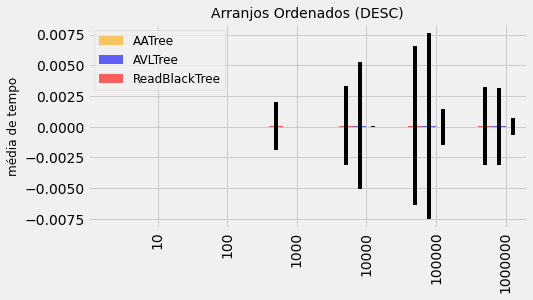 Arranjos Ordenados (DESC)
AATree
AVLTree
ReadBlackTree
média de tempo
0.0075
0.0050
0.0025
0.0000
−0.0025
−0.0050
−0.0075
10
100
1000
10000
100000
1000000